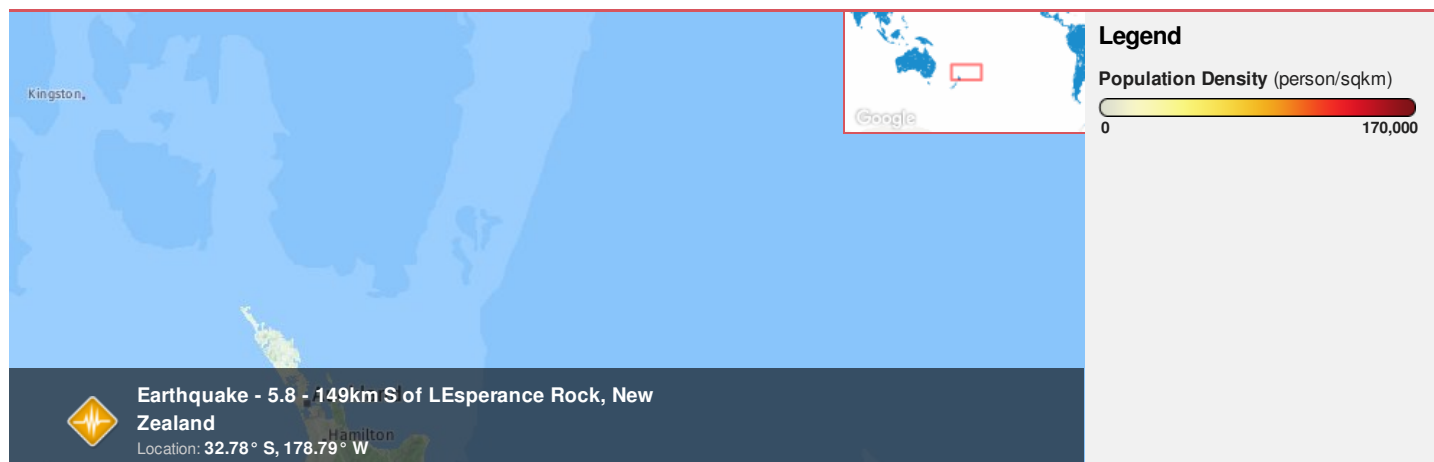 Kingston
Google
Legend
Population Density (person/sqkm)
0 170,000
Earthquake - 5.8 - 149km S of LEsperance Rock, New
Zealand
Hamilton
Location: 32.78° S, 178.79° W